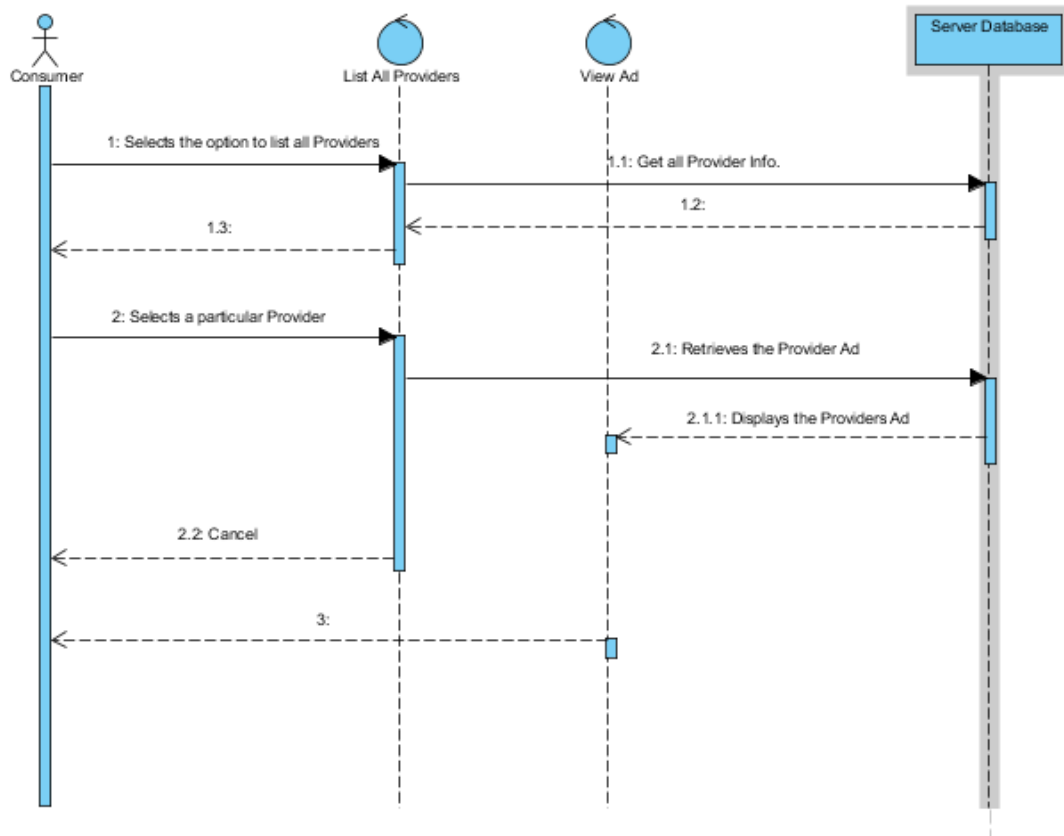 Consumer
List All Providers
View Ad
Server Database
1: Selects the option to list all Providers
1.1: Get all Provider Info.
1.2:
1.3:
2: Selects a particular Provider
2.1: Retrieves the Provider Ad
2.1.1: Displays the Providers Ad
2.2: Cancel
3: